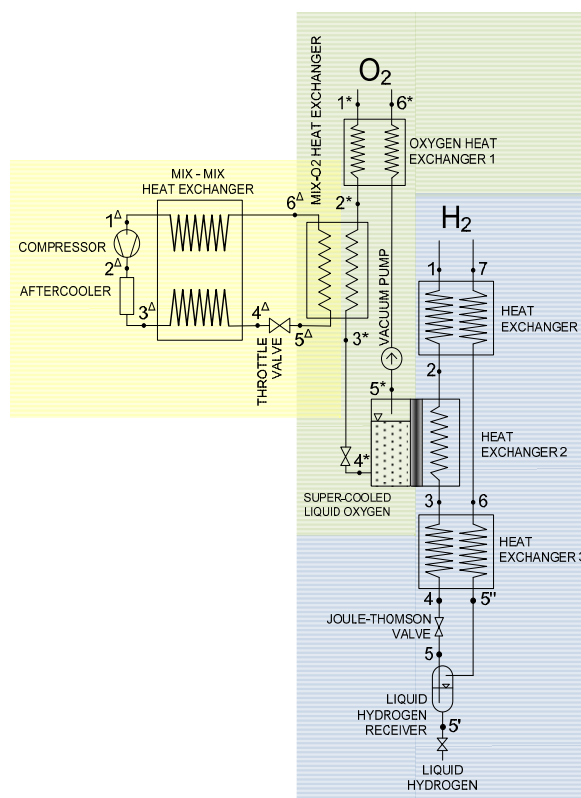 MIX-O2 HEAT EXCHANGER
O2
1*
6*
OXYGEN HEAT
EXCHANGER 1
MIX - MIX
HEAT EXCHANGER
6Δ
2*
1Δ
COMPRESSOR
2Δ
AFTERCOOLER
3Δ
4Δ
5Δ
THROTTLE
VALVE
3*
VACUUM PUMP
5*
4*
SUPER-COOLED
LIQUID OXYGEN
H2
1
7
HEAT
EXCHANGER
2
HEAT
EXCHANGER 2
3
6
HEAT
EXCHANGER 3
4
5"
JOULE-THOMSON
VALVE
5
LIQUID
HYDROGEN
RECEIVER
5'
LIQUID
HYDROGEN